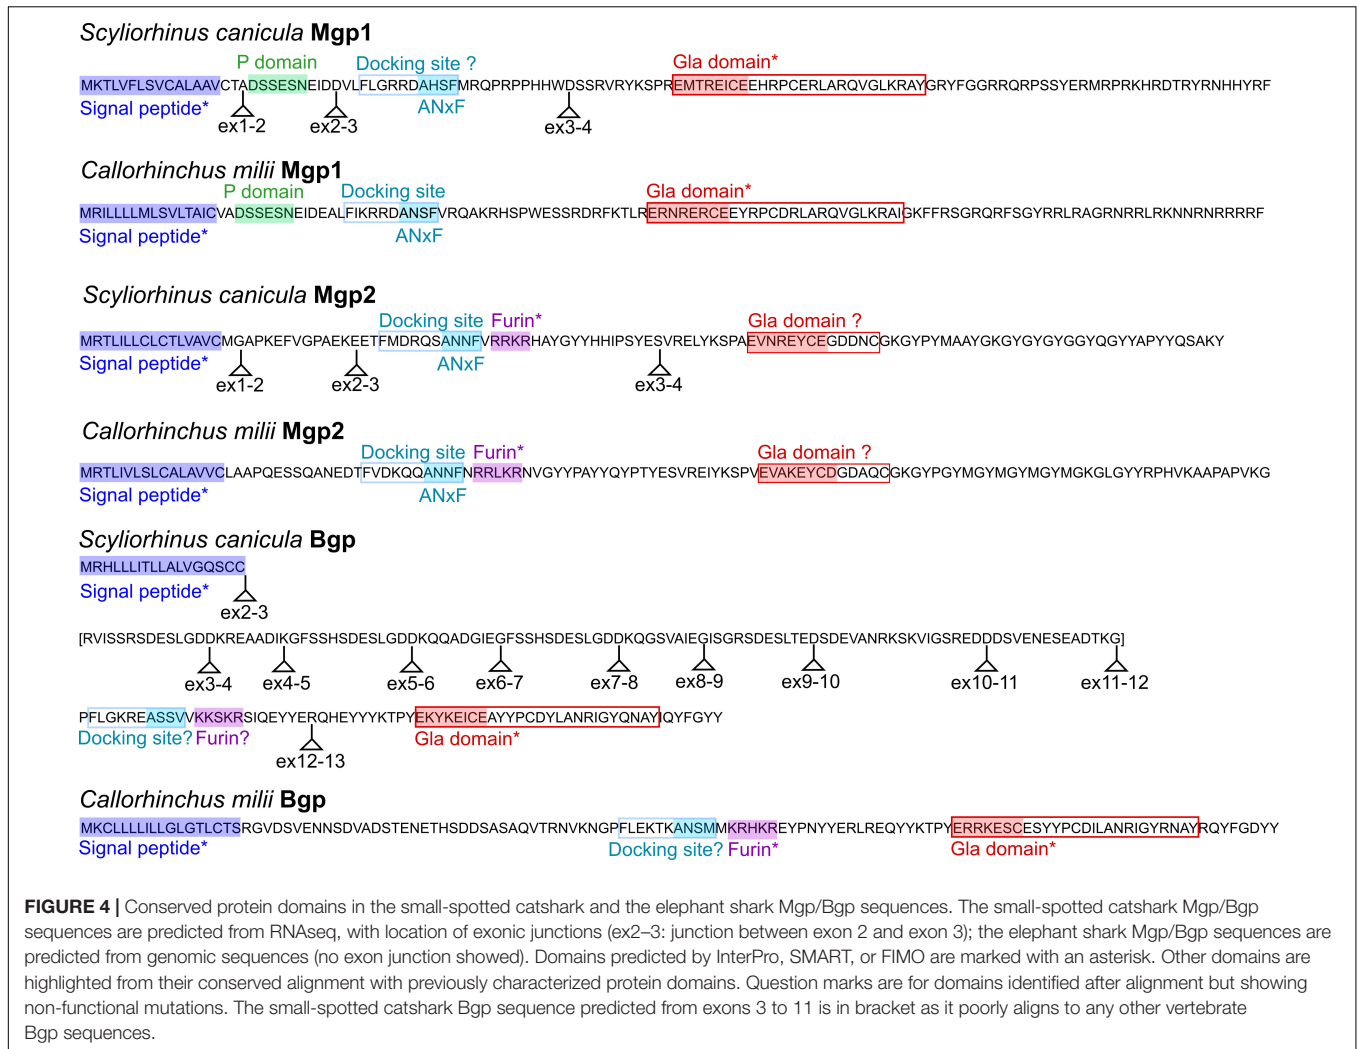 Scyliorhinus canicula Mgp1
P domain Docking site ? Gla domain*
MKTLVFLSVCALAAVCTADSSESNEIDDVLFLGRRDAHSFMRQPRPPHHWDSSRVRYKSPREMTREICEEHRPCERLARQVGLKRAYGRYFGGRRQRPSSYERMRPRKHRDTRYRNHHYRF
Signal peptide* ANxF
ex1-2 ex2-3 ex3-4
Callorhinchus milii Mgp1
P domain Docking site Gla domain*
MRILLLLMLSVLTAICVADSSESNEIDEALFIKRRDANSFVRQAKRHSPWESSRDRFKTLRERNRERCEEYRPCDRLARQVGLKRAIGKFFRSGRQRFSGYRRLRAGRNRRLRKNNRNRRRRF
Signal peptide* ANxF
Scyliorhinus canicula Mgp2
Docking site Furin* Gla domain ?
MRTLILLCLCTLVAVCMGAPKEFVGPAEKEETFMDRQSANNFVRRKRHAYGYYHHIPSYESVRELYKSPAEVNREYCEGDDNCGKGYPYMAAYGKGYGYGYGGYQGYYAPYYQSAKY
Signal peptide* ANxF
ex1-2 ex2-3 ex3-4
Callorhinchus milii Mgp2
Docking site Furin* Gla domain ?
MRTLIVLSLCALAVVCLAAPQESSQANEDTFVDKQQANNFNRRLKRNVGYYPAYYQYPTYESVREIYKSPVEVAKEYCDGDAQCGKGYPGYMGYMGYMGYMGKGLGYYRPHVKAAPAPVKG
Signal peptide* ANxF
Scyliorhinus canicula Bgp
MRHLLLITLLALVGQSCC
Signal peptide*
ex2-3
[RVISSRSDESLGDDKREAADIKGFSSHSDESLGDDKQQADGIEGFSSHSDESLGDDKQGSVAIEGISGRSDESLTEDSDEVANRKSKVIGSREDDDSVENESEADTKG]
ex3-4 ex4-5 ex5-6 ex6-7 ex7-8 ex8-9 ex9-10 ex10-11 ex11-12
PFLGKREASSVVKKSKRSIQEYYERQHEYYYKTPYEKYKEICEAYYPCDYLANRIGYQNAYIQYFGYY
Docking site? Furin? Gla domain*
ex12-13
Callorhinchus milii Bgp
MKCLLLLILLGLGTLCTSRGVDSVENNSDVADSTENETHSDDSASAQVTRNVKNGPFLEKTKANSMMKRHKREYPNYYERLREQYYKTPYERRKESCESYYPCDILANRIGYRNAYRQYFGDYY
Signal peptide* Docking site? Furin* Gla domain*
FIGURE 4 | Conserved protein domains in the small-spotted catshark and the elephant shark Mgp/Bgp sequences. The small-spotted catshark Mgp/Bgp
sequences are predicted from RNAseq, with location of exonic junctions (ex2–3: junction between exon 2 and exon 3); the elephant shark Mgp/Bgp sequences are
predicted from genomic sequences (no exon junction showed). Domains predicted by InterPro, SMART, or FIMO are marked with an asterisk. Other domains are
highlighted from their conserved alignment with previously characterized protein domains. Question marks are for domains identified after alignment but showing
non-functional mutations. The small-spotted catshark Bgp sequence predicted from exons 3 to 11 is in bracket as it poorly aligns to any other vertebrate
Bgp sequences.